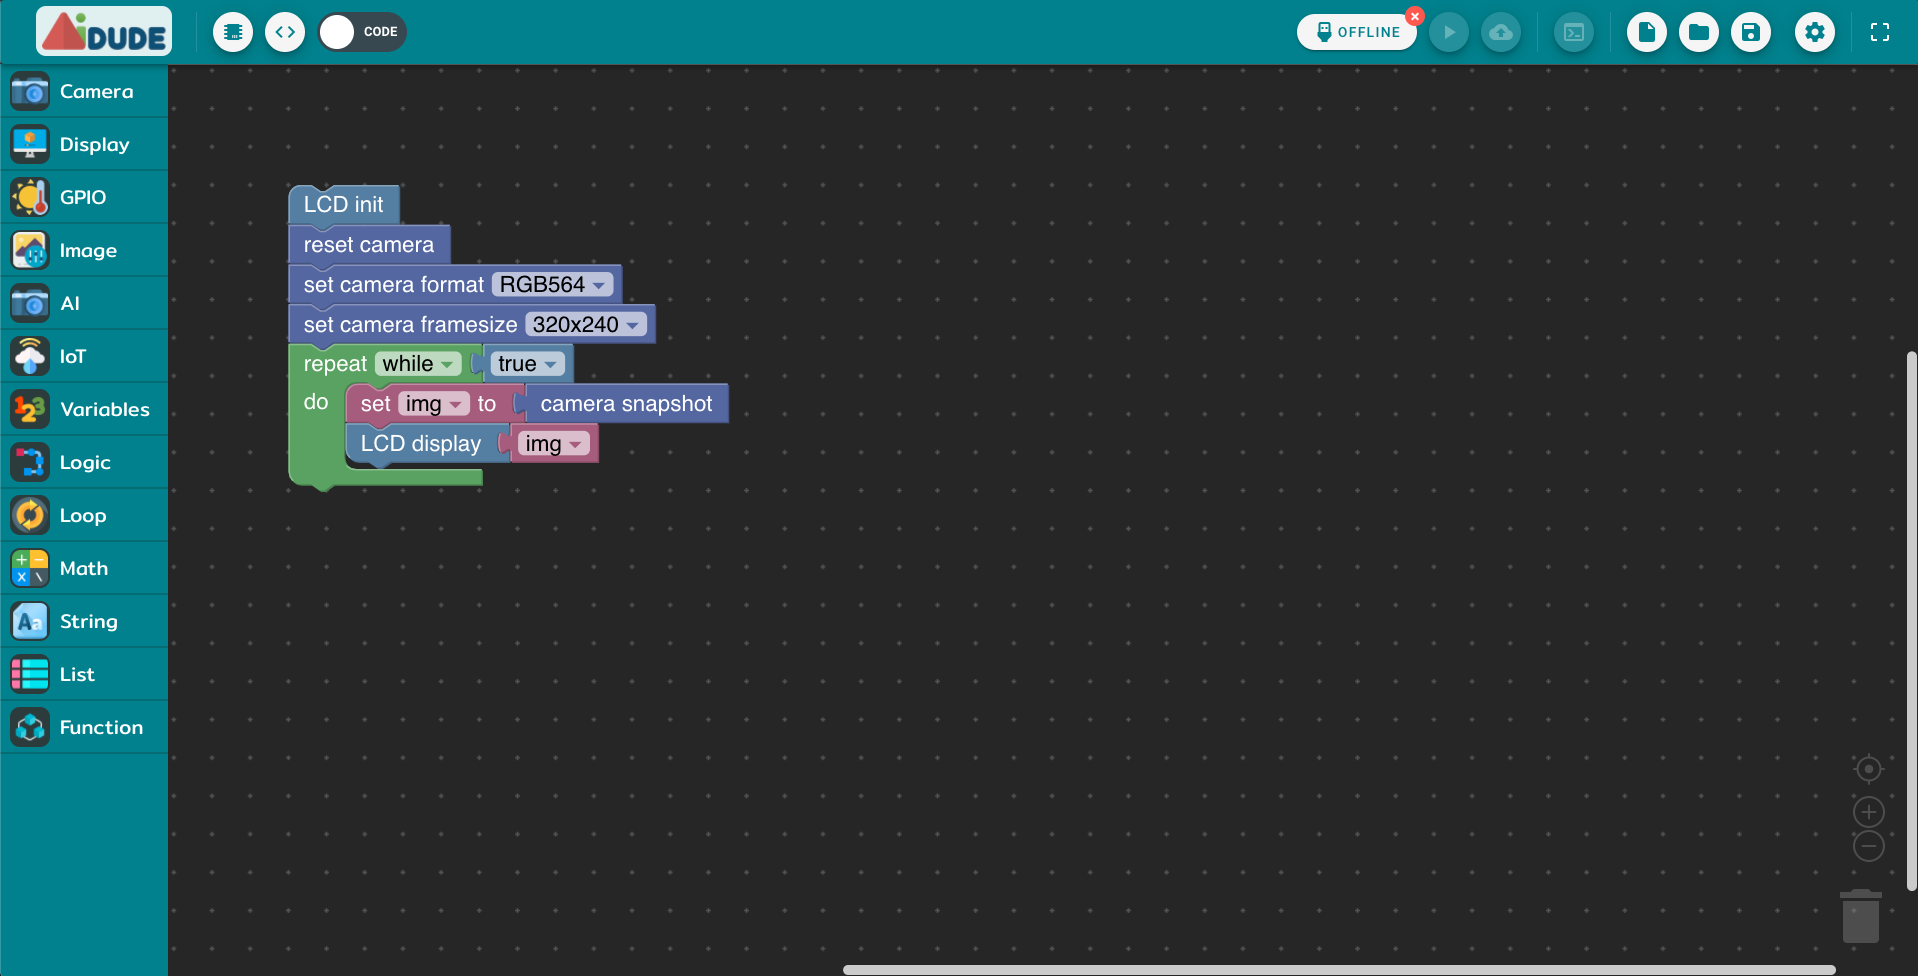 AiDUDE
CODE
OFFLINE
Camera
Display
GPIO
Image
AI
IoT
Variables
Logic
Loop
Math
String
List
Function
LCD init
reset camera
set camera format RGB564
set camera framesize 320x240
repeat while true
do set img to camera snapshot
LCD display img